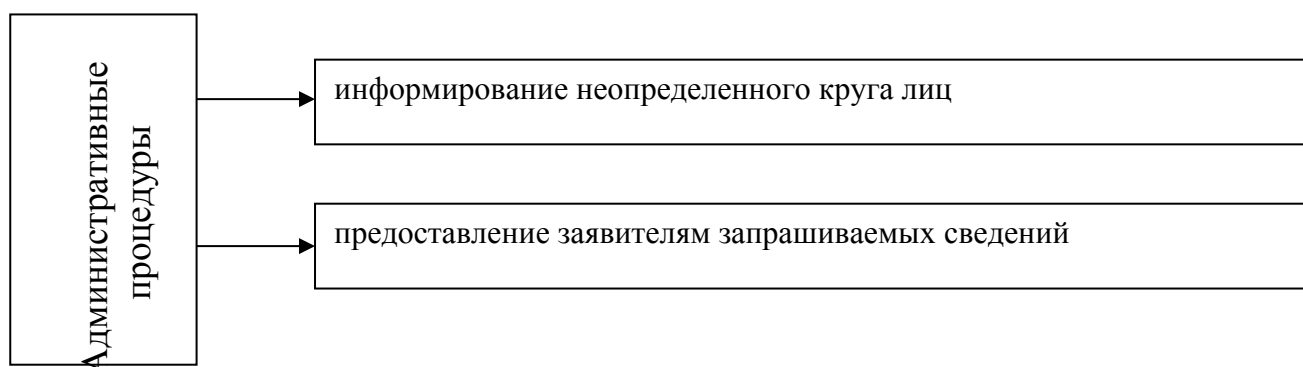 Административные
процедуры
информирование неопределенного круга лиц
предоставление заявителям запрашиваемых сведений